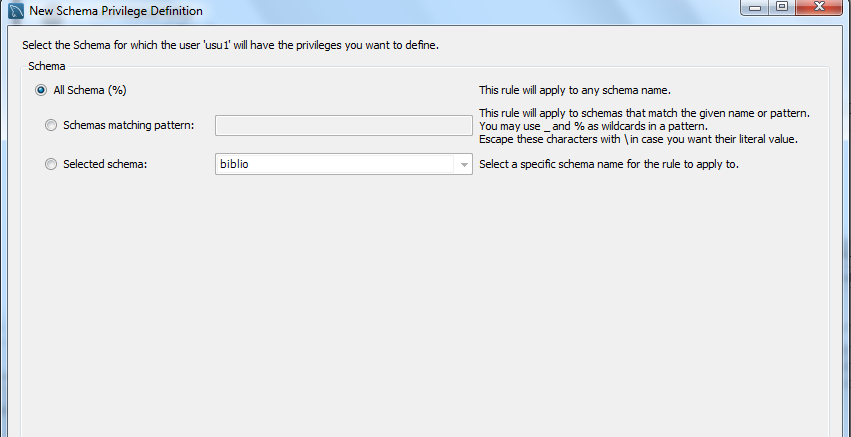 New Schema Privilege Definition
Select the Schema for which the user 'usu1' will have the privileges you want to define.
Schema
All Schema (%)
This rule will apply to any schema name.
Schemas matching pattern:
This rule will apply to schemas that match the given name or pattern.
You may use _ and % as wildcards in a pattern.
Escape these characters with \ in case you want their literal value.
Selected schema:
biblio
Select a specific schema name for the rule to apply to.